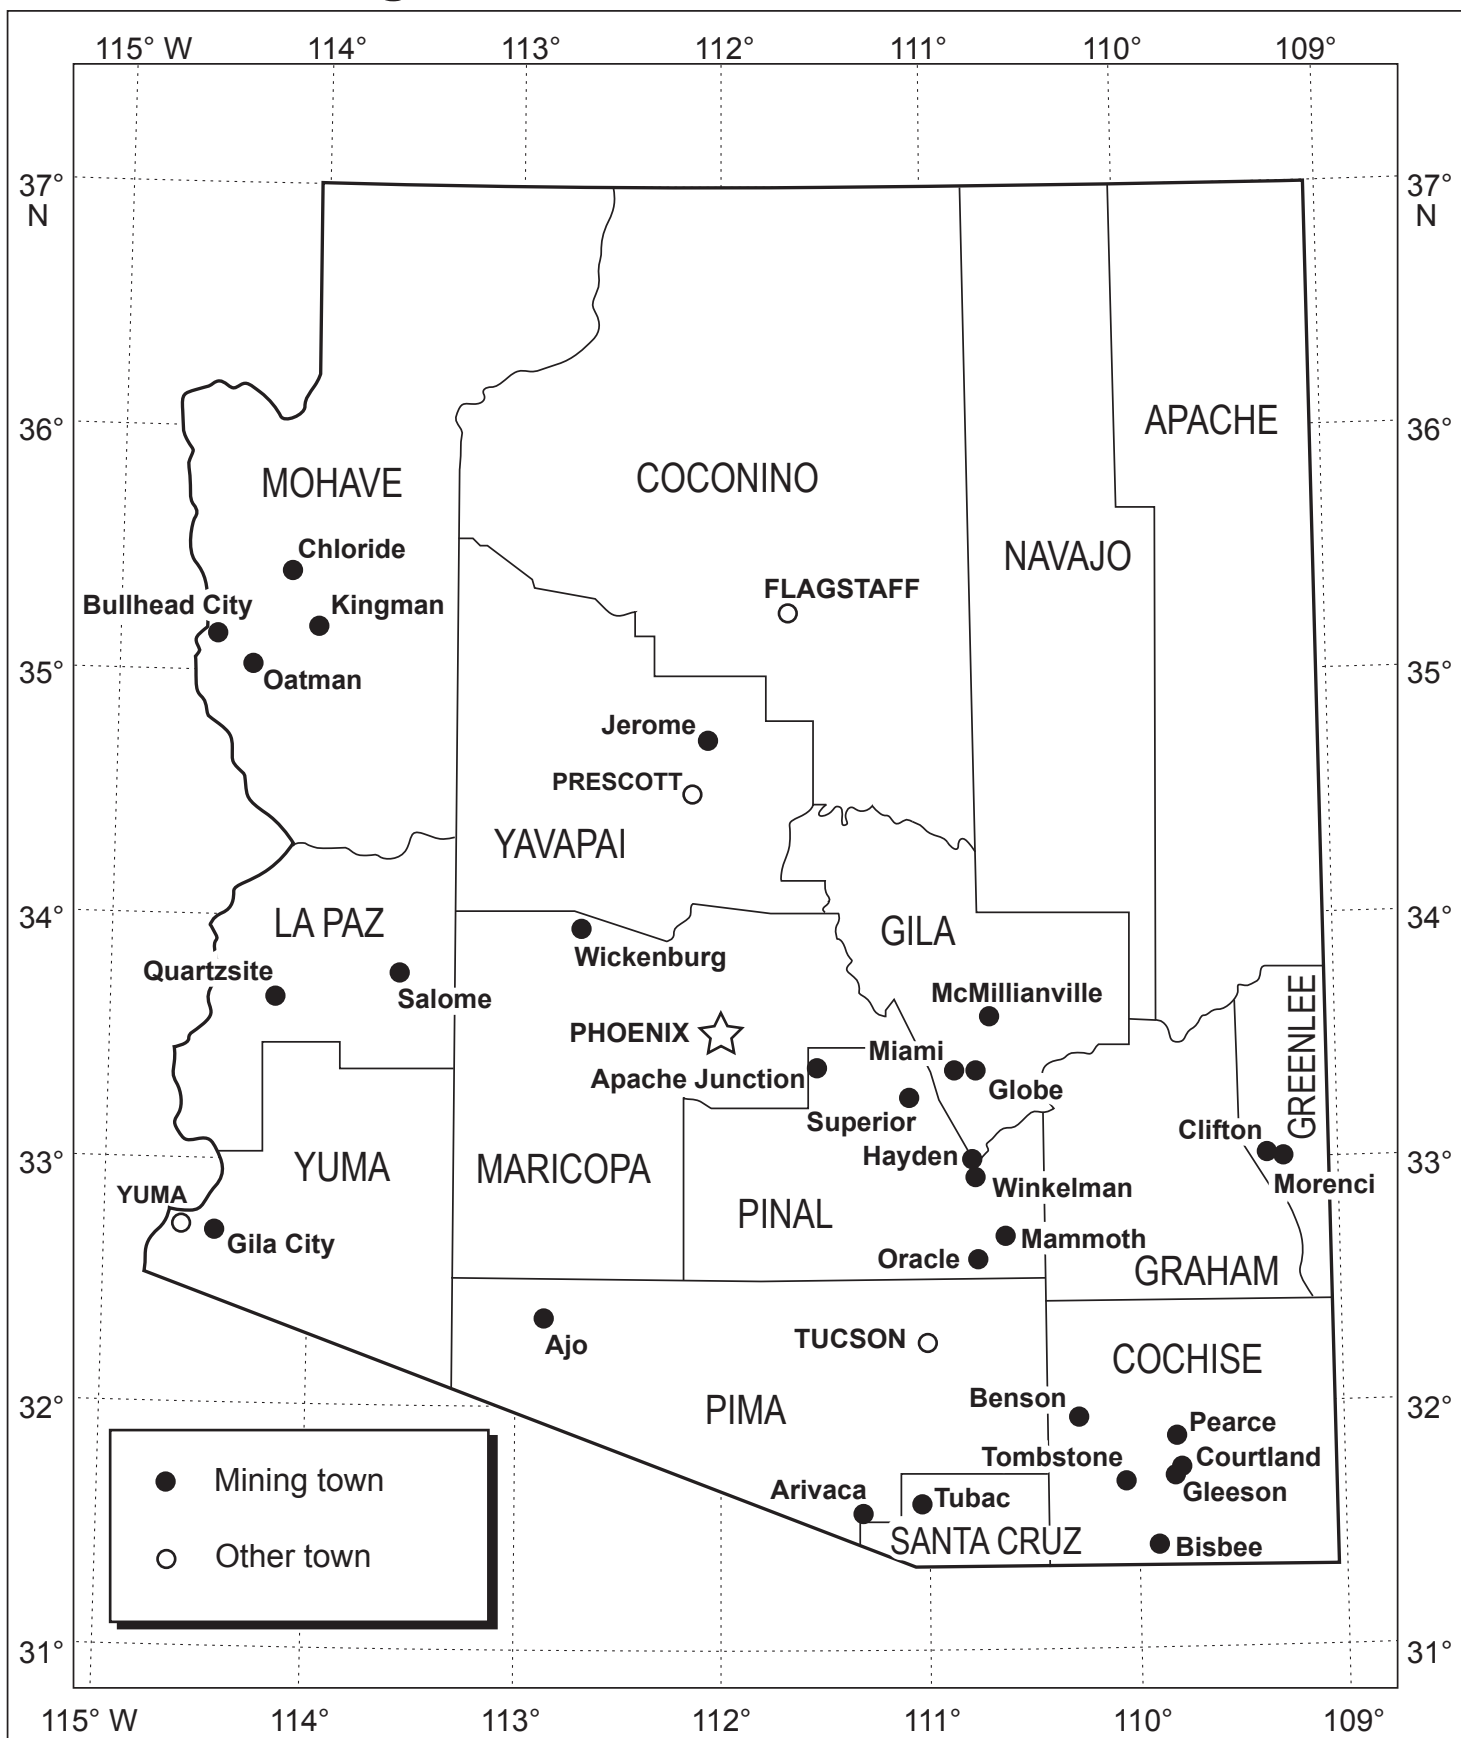 115° W 114° 113° 112° 111° 110° 109°
37° 37°
N N
36° 36°
APACHE
MOHAVE COCONINO
NAVAJO
Chloride
FLAGSTAFF
Bullhead City Kingman
35° 35°
Oatman
Jerome
PRESCOTT
YAVAPAI
34° 34°
LA PAZ GILA
Wickenburg
Quartzsite
Salome McMillianville
GREENLEE
PHOENIX
Miami
Apache Junction
Globe
Superior
Clifton
33° 33°
Hayden
YUMA MARICOPA
Morenci
Winkelman
YUMA
PINAL
Gila City Mammoth
Oracle
GRAHAM
Ajo TUCSON
COCHISE
Benson
32° 32°
PIMA
Pearce
Tombstone Courtland
Mining town
Gleeson
Arivaca Tubac
SANTA CRUZ Bisbee
Other town
31° 31°
115° W 114° 113° 112° 111° 110° 109°